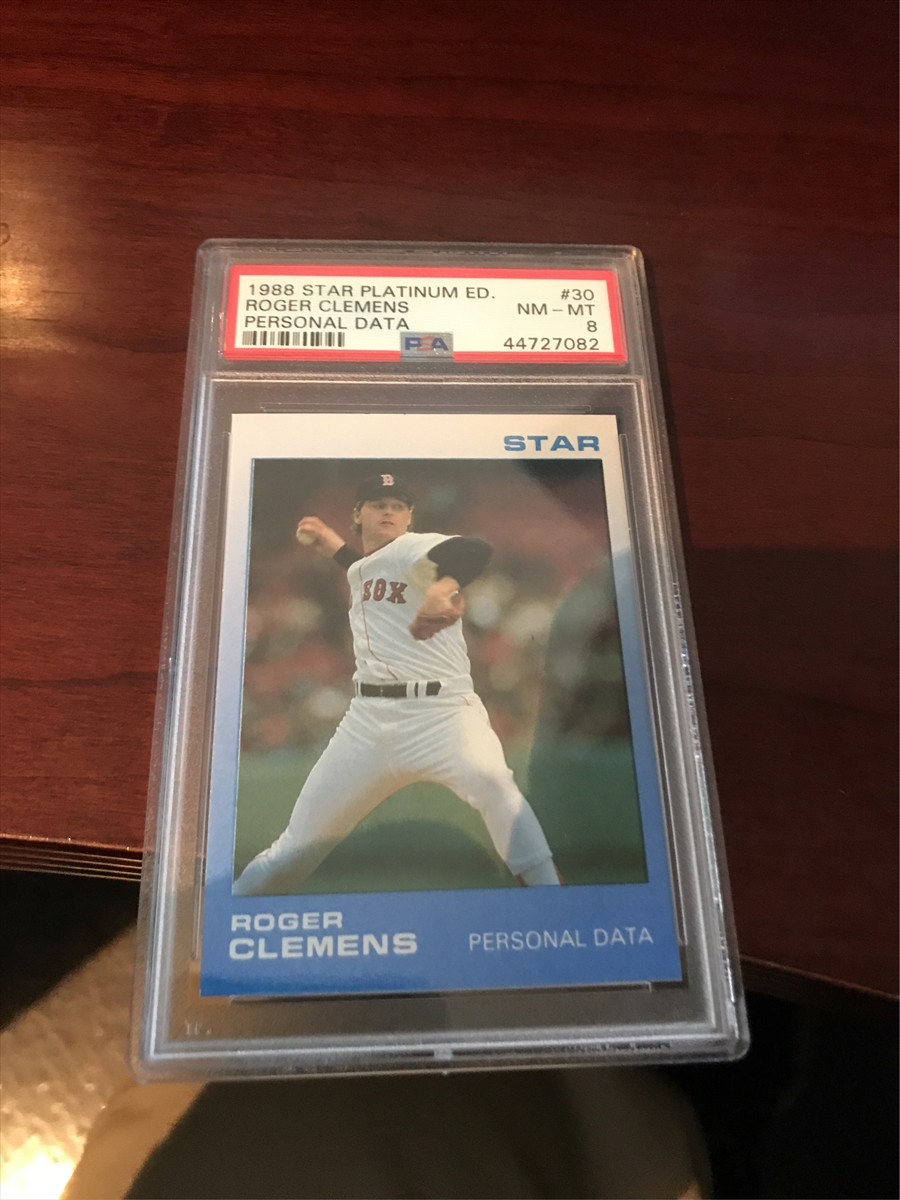 1988 STAR PLATINUM ED. #30
ROGER CLEMENS NM - MT
PERSONAL DATA 8
PSA 44727082
STAR
B
SOX
ROGER
CLEMENS PERSONAL DATA